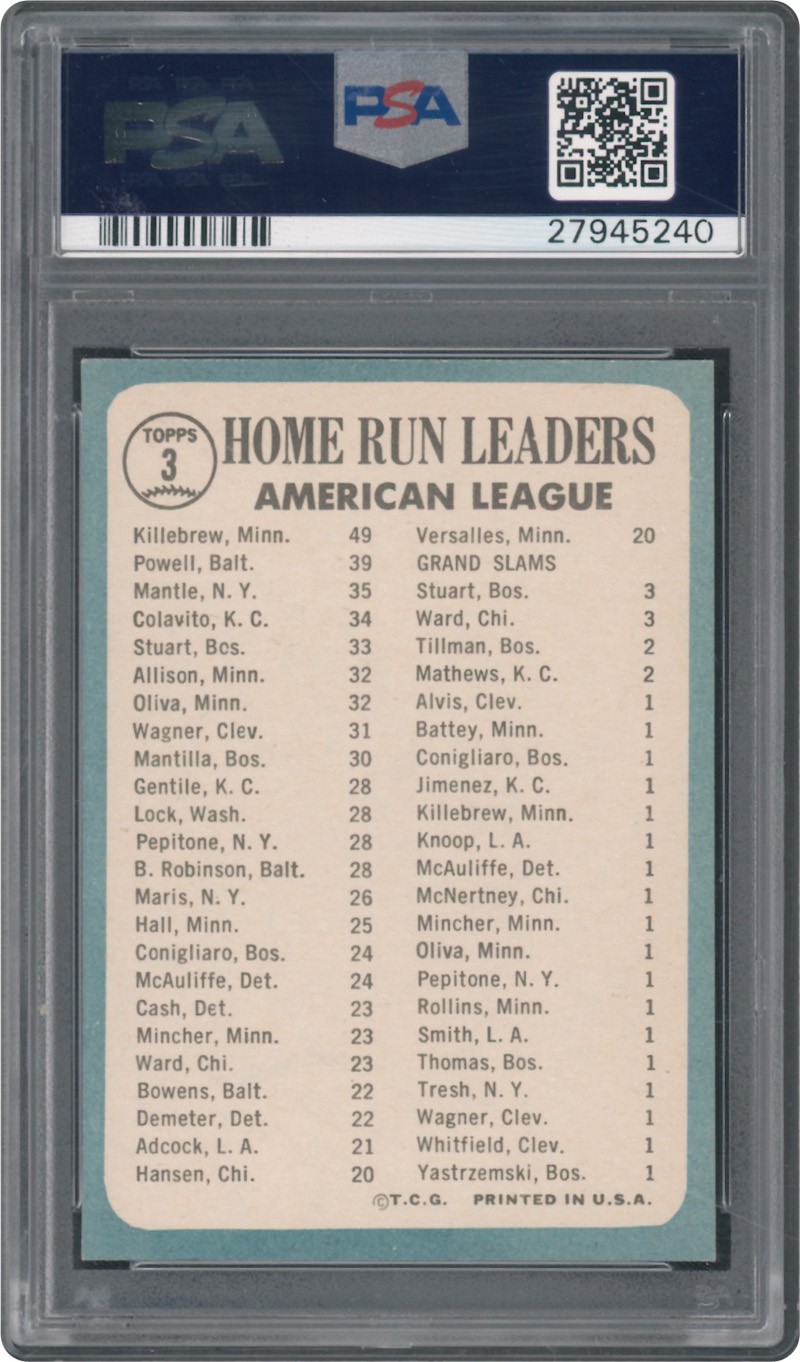 PSA
PSA
27945240
TOPPS
3
HOME RUN LEADERS
AMERICAN LEAGUE
Killebrew, Minn. 49
Powell, Balt. 39
Mantle, N. Y. 35
Colavito, K. C. 34
Stuart, Bos. 33
Allison, Minn. 32
Oliva, Minn. 32
Wagner, Clev. 31
Mantilla, Bos. 30
Gentile, K. C. 28
Lock, Wash. 28
Pepitone, N. Y. 28
B. Robinson, Balt. 28
Maris, N. Y. 26
Hall, Minn. 25
Conigliaro, Bos. 24
McAuliffe, Det. 24
Cash, Det. 23
Mincher, Minn. 23
Ward, Chi. 23
Bowens, Balt. 22
Demeter, Det. 22
Adcock, L. A. 21
Hansen, Chi. 20
Versalles, Minn. 20
GRAND SLAMS
Stuart, Bos. 3
Ward, Chi. 3
Tillman, Bos. 2
Mathews, K. C. 2
Alvis, Clev. 1
Battey, Minn. 1
Conigliaro, Bos. 1
Jimenez, K. C. 1
Killebrew, Minn. 1
Knoop, L. A. 1
McAuliffe, Det. 1
McNertney, Chi. 1
Mincher, Minn. 1
Oliva, Minn. 1
Pepitone, N. Y. 1
Rollins, Minn. 1
Smith, L. A. 1
Thomas, Bos. 1
Tresh, N. Y. 1
Wagner, Clev. 1
Whitfield, Clev. 1
Yastrzemski, Bos. 1
©T.C.G. PRINTED IN U.S.A.